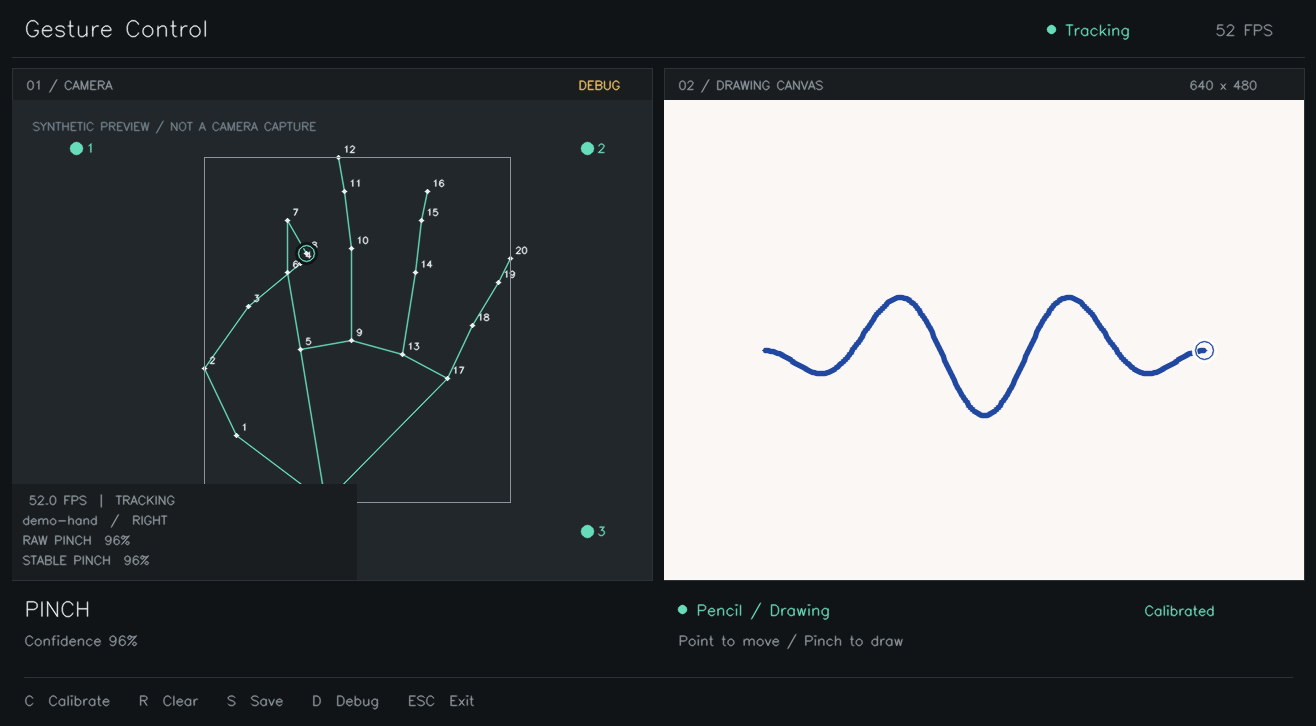 Gesture Control
Tracking
52 FPS
01 / CAMERA
DEBUG
02 / DRAWING CANVAS
640 x 480
SYNTHETIC PREVIEW / NOT A CAMERA CAPTURE
1
2
12
11
16
7
15
8
10
20
6
14
19
3
18
9
5
13
2
17
1
52.0 FPS | TRACKING
demo-hand / RIGHT
RAW PINCH 96%
3
STABLE PINCH 96%
PINCH
Pencil / Drawing
Calibrated
Confidence 96%
Point to move / Pinch to draw
C Calibrate R Clear S Save D Debug ESC Exit